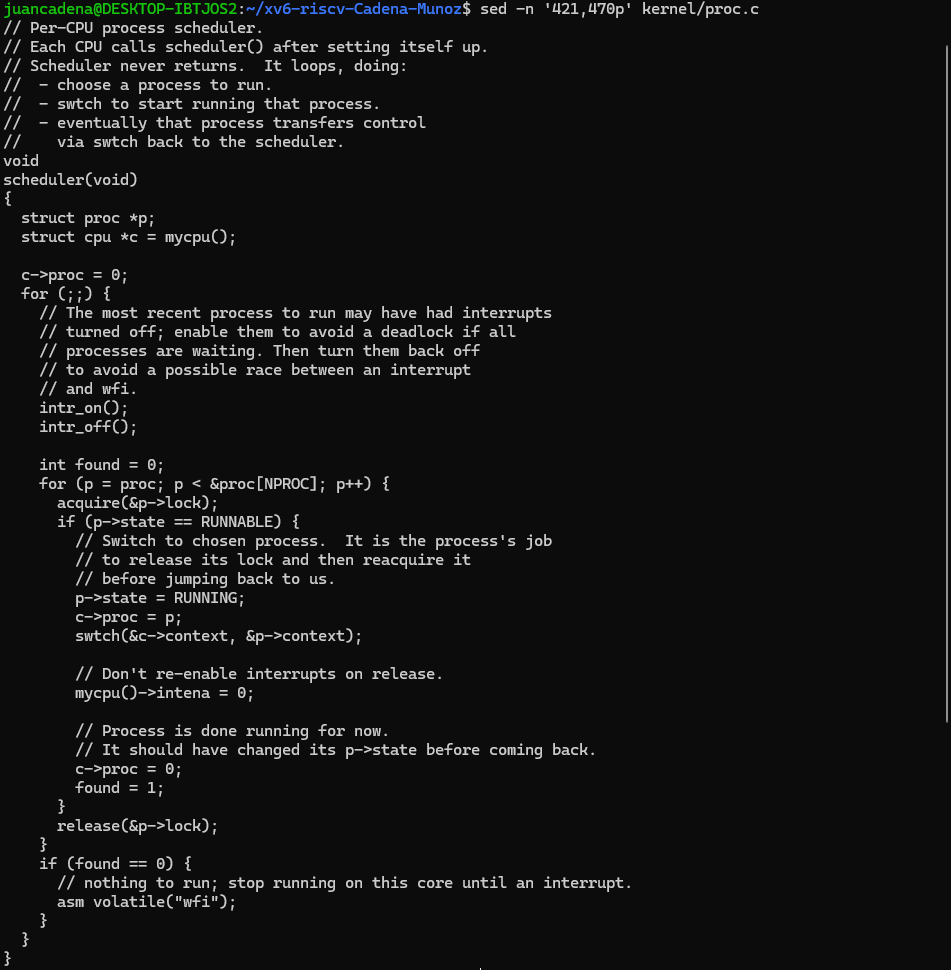 juancadena@DESKTOP-IBTJOS2:~/xv6-riscv-Cadena-Munoz$ sed -n '421,470p' kernel/proc.c
// Per-CPU process scheduler.
// Each CPU calls scheduler() after setting itself up.
// Scheduler never returns.  It loops, doing:
//  - choose a process to run.
//  - swtch to start running that process.
//  - eventually that process transfers control
//    via swtch back to the scheduler.
void
scheduler(void)
{
  struct proc *p;
  struct cpu *c = mycpu();

  c->proc = 0;
  for (;;) {
    // The most recent process to run may have had interrupts
    // turned off; enable them to avoid a deadlock if all
    // processes are waiting. Then turn them back off
    // to avoid a possible race between an interrupt
    // and wfi.
    intr_on();
    intr_off();

    int found = 0;
    for (p = proc; p < &proc[NPROC]; p++) {
      acquire(&p->lock);
      if (p->state == RUNNABLE) {
        // Switch to chosen process.  It is the process's job
        // to release its lock and then reacquire it
        // before jumping back to us.
        p->state = RUNNING;
        c->proc = p;
        swtch(&c->context, &p->context);

        // Don't re-enable interrupts on release.
        mycpu()->intena = 0;

        // Process is done running for now.
        // It should have changed its p->state before coming back.
        c->proc = 0;
        found = 1;
      }
      release(&p->lock);
    }
    if (found == 0) {
      // nothing to run; stop running on this core until an interrupt.
      asm volatile("wfi");
    }
  }
}